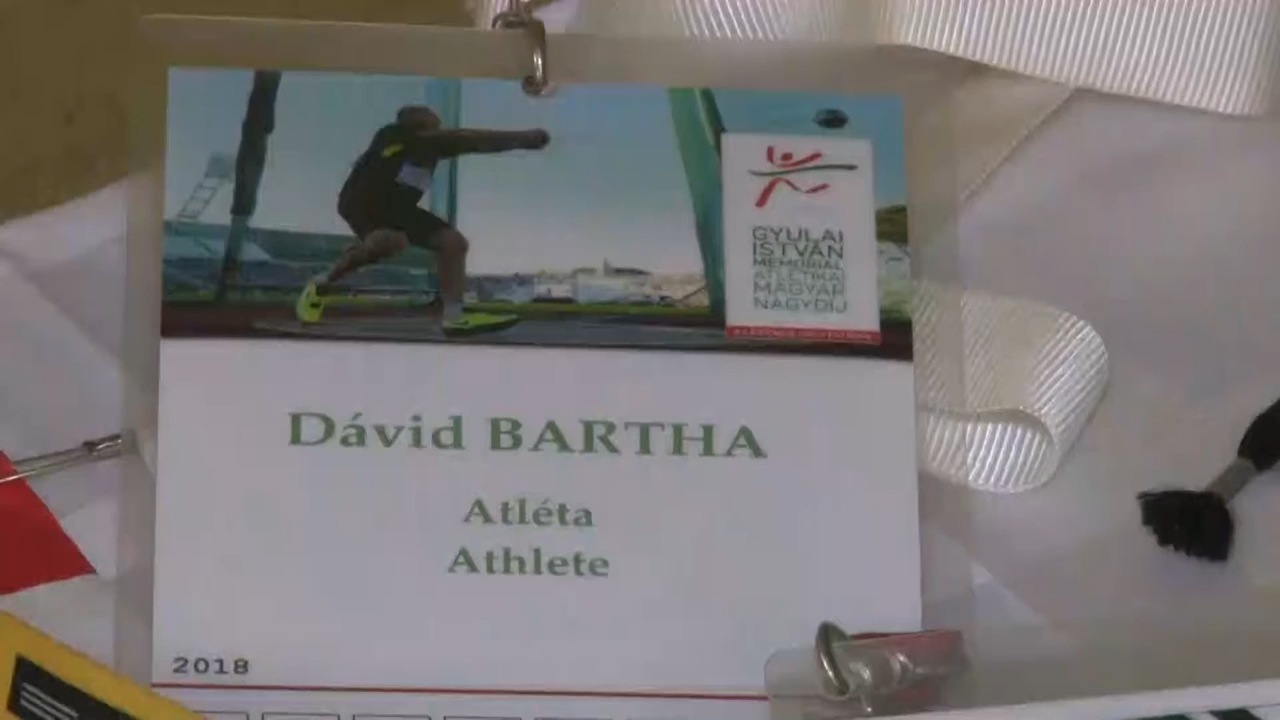 GYULAI
ISTVÁN
MEMORIAL
ATLÉTIKAI
MAGYAR
NAGYDÍJ
Dávid BARTHA
Atléta
Athlete
2018